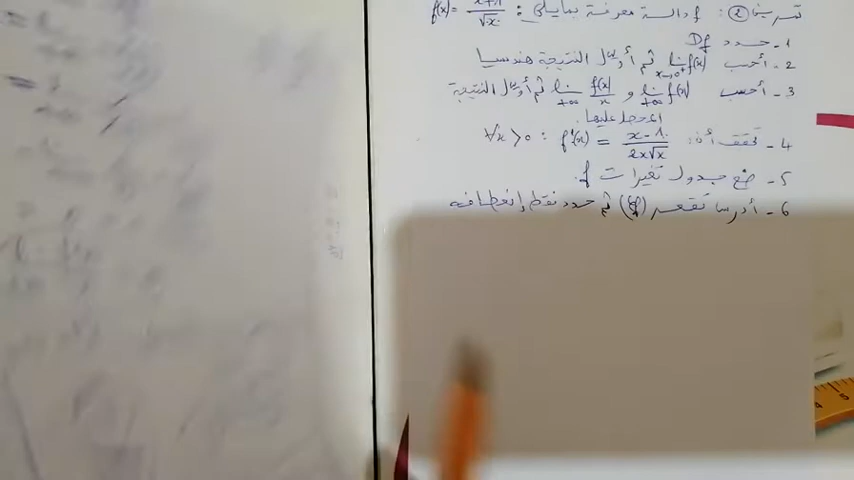 تمرين ②: f دالة معرفة بمايلي: f(x) = x+1/√x
1 - حدد Df
2 - أحسب lim f(x) x→0⁺ ثم أول النتيجة هندسيا
3 - أحسب lim f(x) +∞ و lim f(x)/x +∞ ثم أول النتيجة
المحصل عليها.
4 - تحقق أن: f'(x) = x-1/2x√x : ∀x>0
5 - ضع جدول تغيرات f.
6 - أدرس تقعر (Cf) ثم حدد نقط إنعطافه